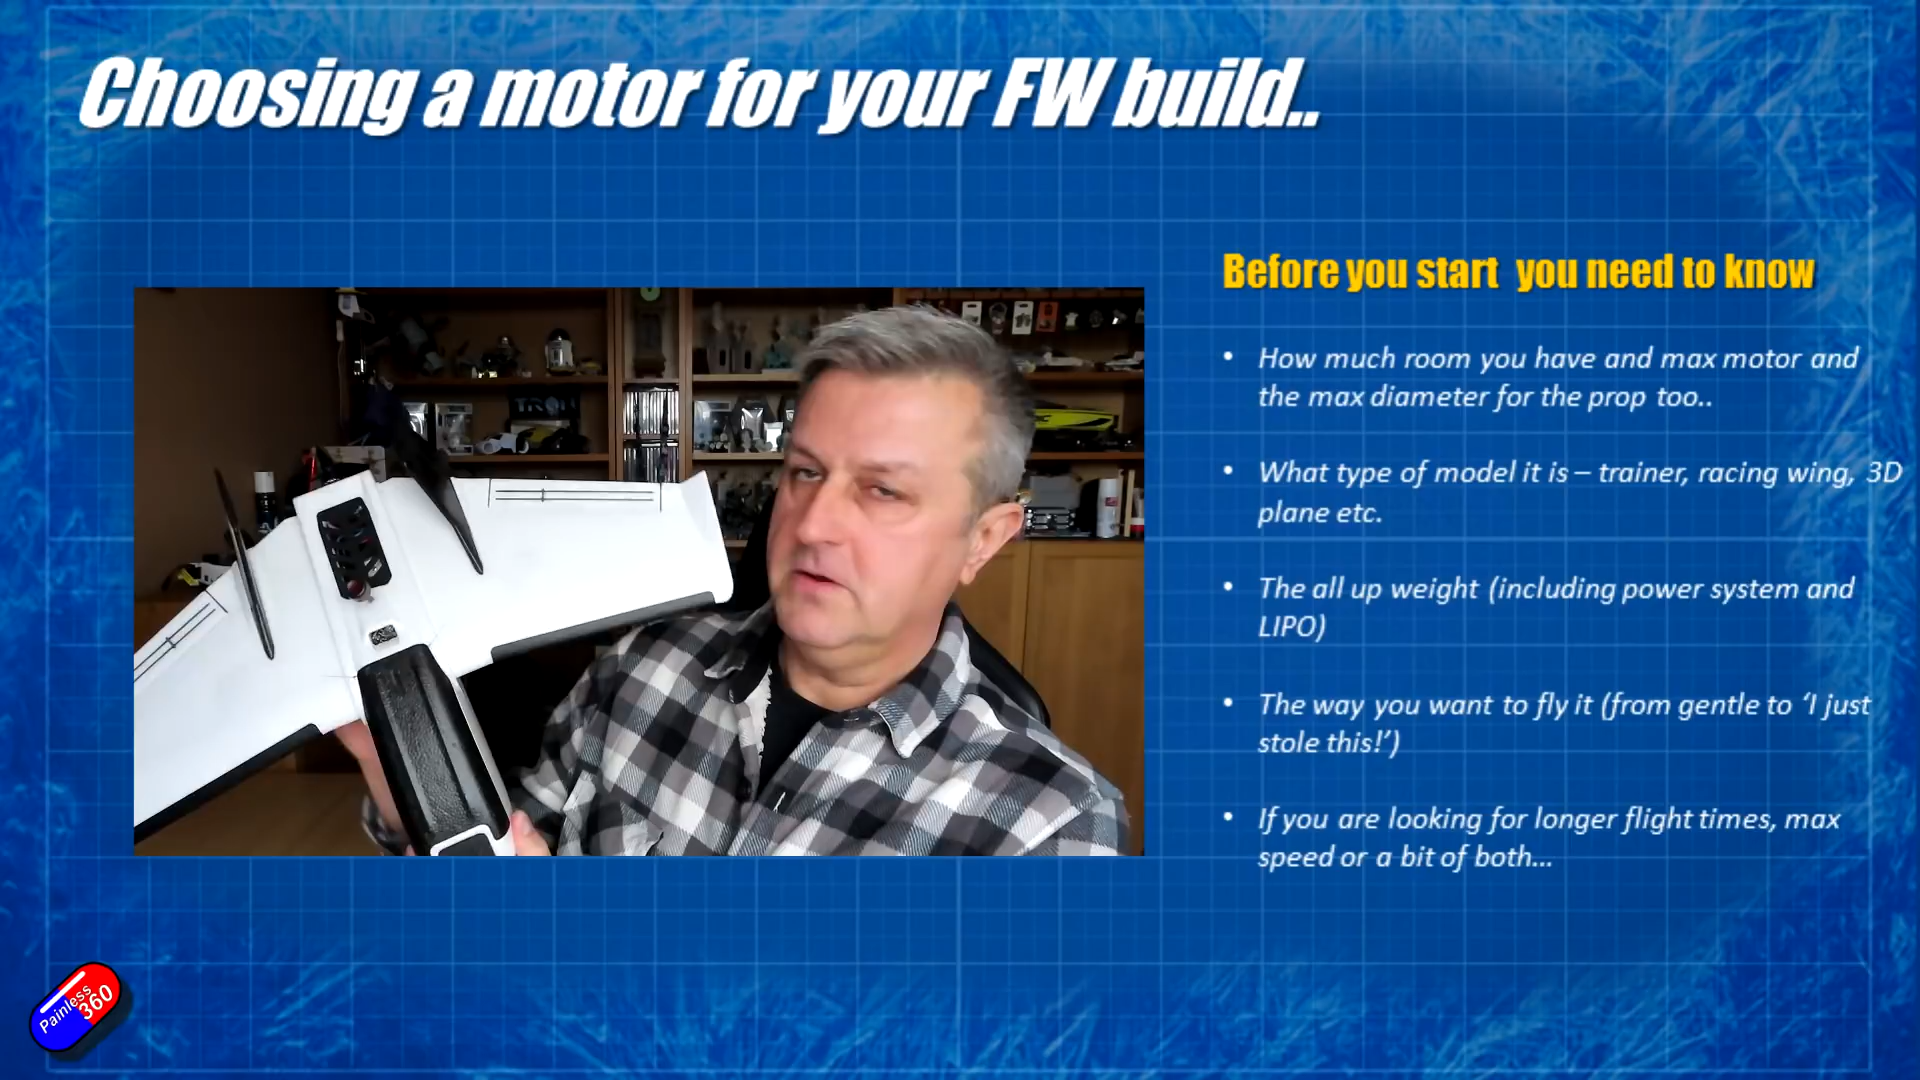 Choosing a motor for your FW build..
Before you start you need to know
• How much room you have and max motor and
the max diameter for the prop too..
• What type of model it is – trainer, racing wing, 3D
plane etc.
• The all up weight (including power system and
LIPO)
• The way you want to fly it (from gentle to ‘I just
stole this!’)
• If you are looking for longer flight times, max
speed or a bit of both...
TRON
Painless
360